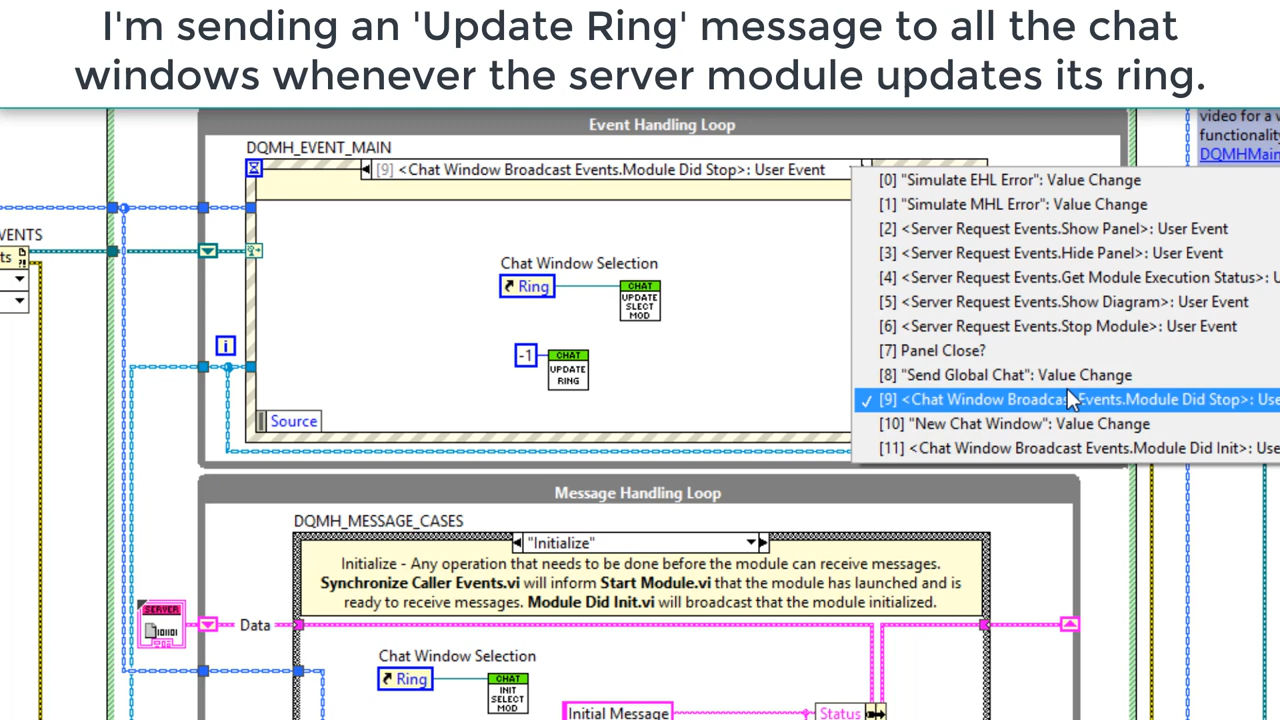 I'm sending an 'Update Ring' message to all the chat
windows whenever the server module updates its ring.
video for a
functionality
DQMHMain
Event Handling Loop
DQMH_EVENT_MAIN
[9] <Chat Window Broadcast Events.Module Did Stop>: User Event
[0] "Simulate EHL Error": Value Change
[1] "Simulate MHL Error": Value Change
[2] <Server Request Events.Show Panel>: User Event
[3] <Server Request Events.Hide Panel>: User Event
[4] <Server Request Events.Get Module Execution Status>: U
[5] <Server Request Events.Show Diagram>: User Event
[6] <Server Request Events.Stop Module>: User Event
[7] Panel Close?
[8] "Send Global Chat": Value Change
✓ [9] <Chat Window Broadcast Events.Module Did Stop>: Use
[10] "New Chat Window": Value Change
[11] <Chat Window Broadcast Events.Module Did Init>: Use
VENTS
ts
Chat Window Selection
Ring
CHAT
UPDATE
SLCT
MOD
i
-1
CHAT
UPDATE
RING
Source
Message Handling Loop
DQMH_MESSAGE_CASES
"Initialize"
Initialize - Any operation that needs to be done before the module can receive messages.
Synchronize Caller Events.vi will inform Start Module.vi that the module has launched and is
ready to receive messages. Module Did Init.vi will broadcast that the module initialized.
SERVER
Data
Chat Window Selection
Ring
CHAT
INIT
SELECT
MOD
Initial Message
Status